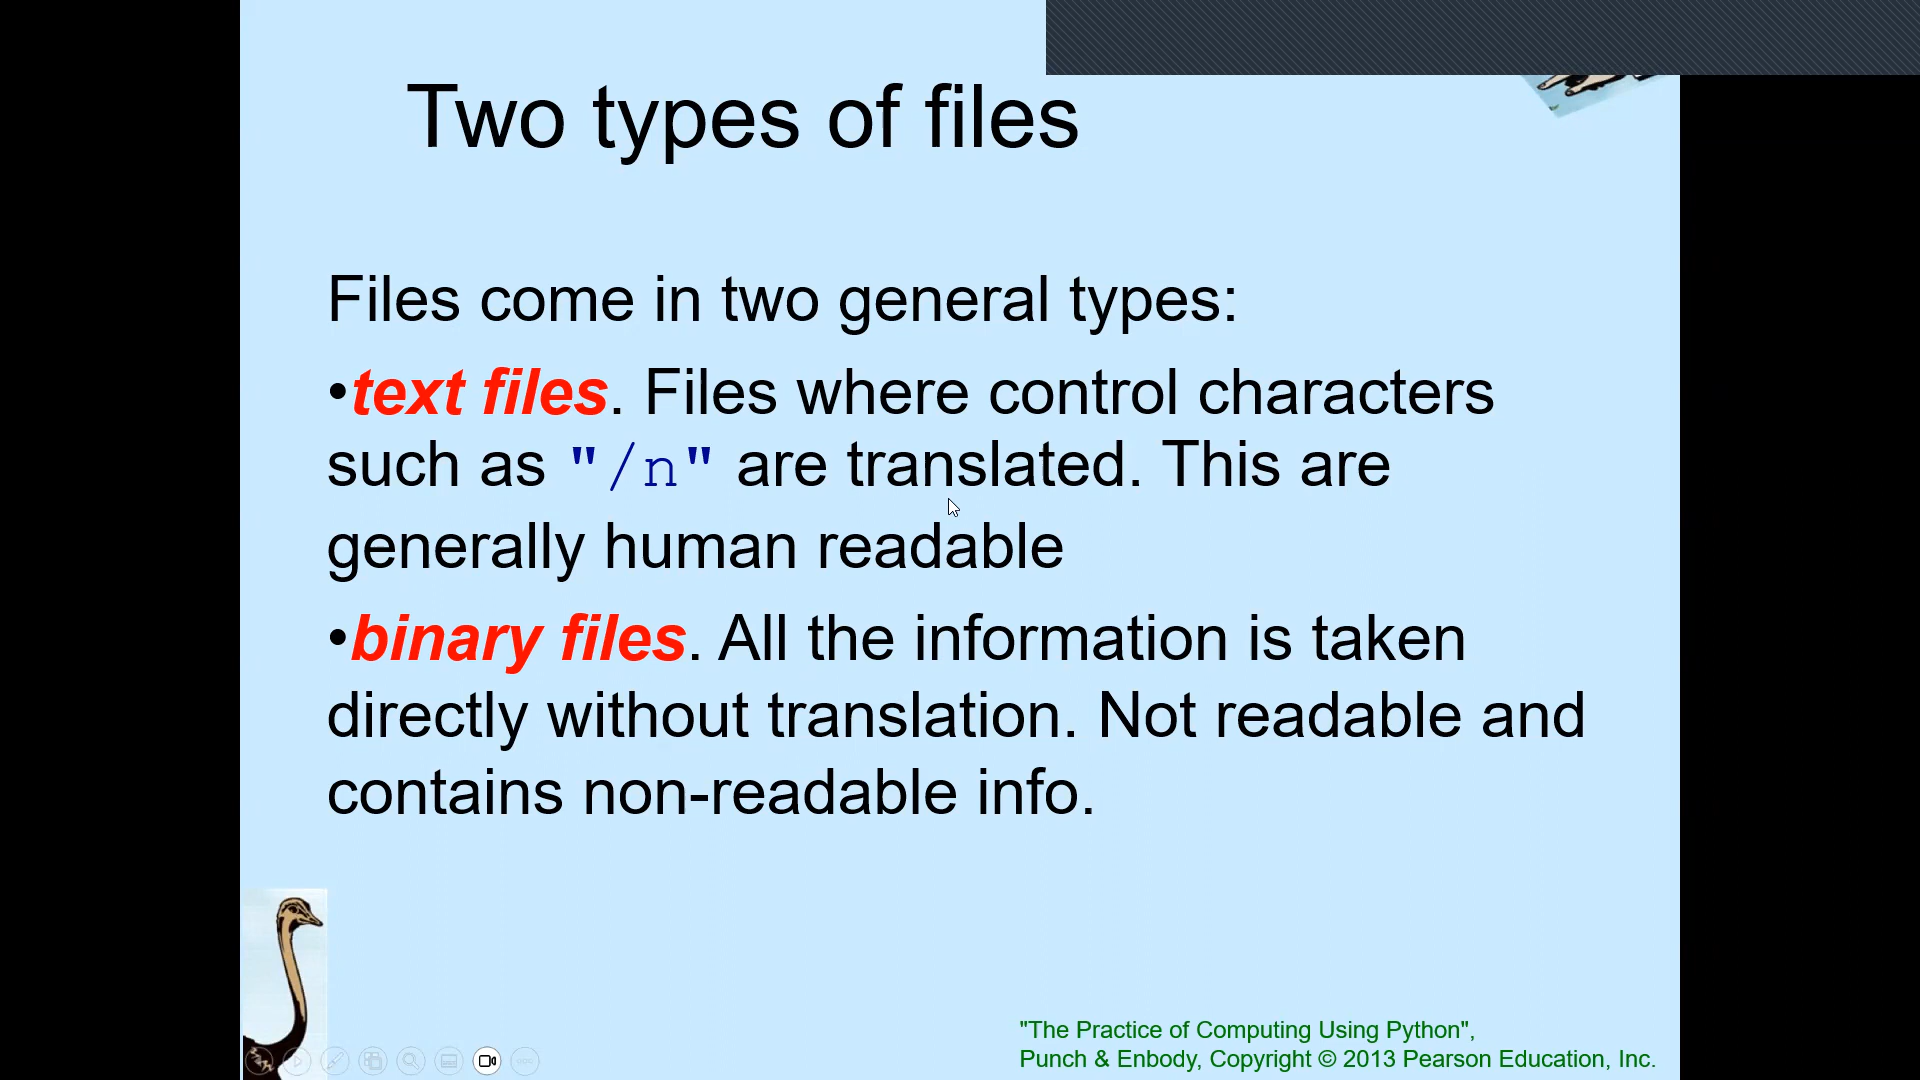 Two types of files
Files come in two general types:
•text files. Files where control characters
such as "/n" are translated. This are
generally human readable
•binary files. All the information is taken
directly without translation. Not readable and
contains non-readable info.
"The Practice of Computing Using Python",
Punch & Enbody, Copyright © 2013 Pearson Education, Inc.